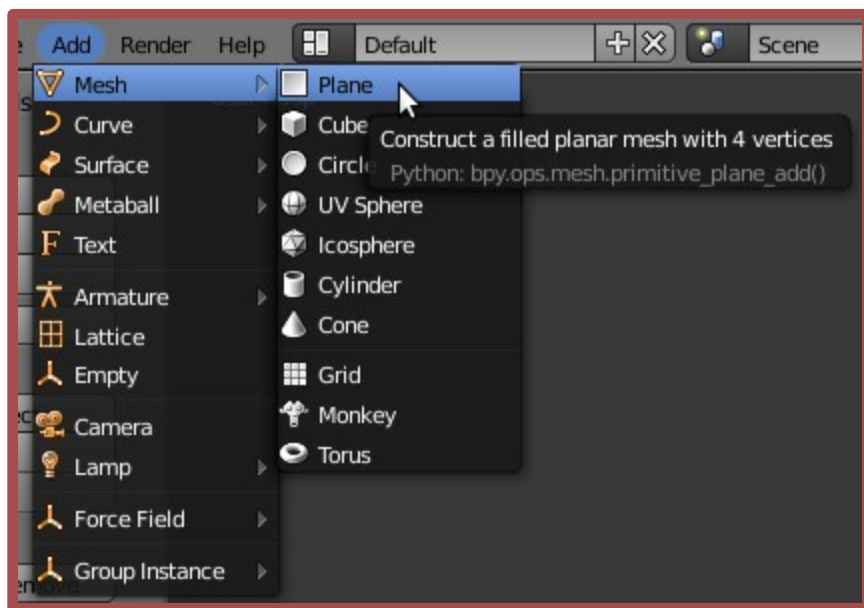 Add Render Help Default Scene
Mesh
Curve
Surface
Metaball
Text
Armature
Lattice
Empty
Camera
Lamp
Force Field
Group Instance
Plane
Cube
Circle
UV Sphere
Icosphere
Cylinder
Cone
Grid
Monkey
Torus
Construct a filled planar mesh with 4 vertices
Python: bpy.ops.mesh.primitive_plane_add()